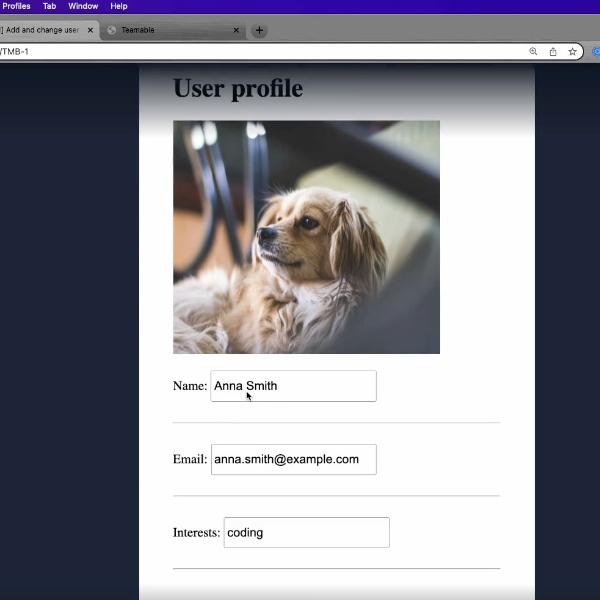 Profiles Tab Window Help
] Add and change user × Teamable × +
/TMB-1
User profile
Name: Anna Smith
Email: anna.smith@example.com
Interests: coding